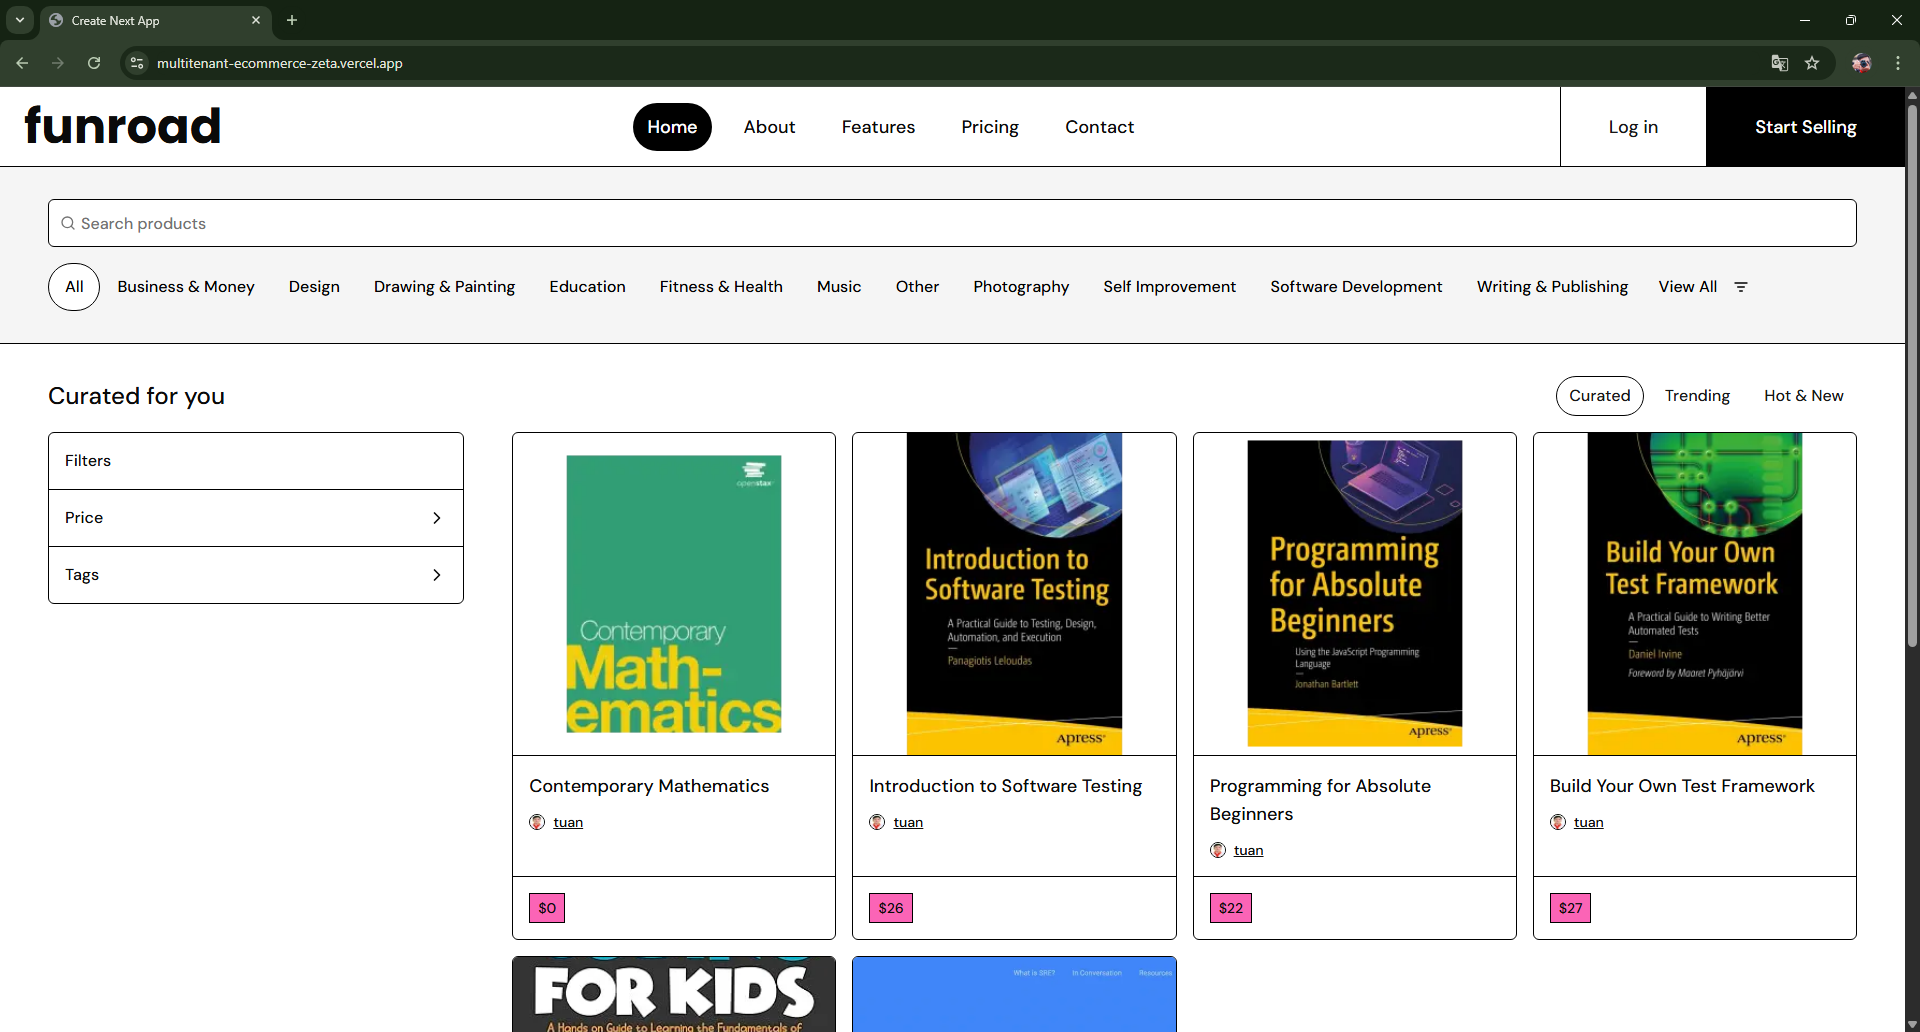 Create Next App
multitenant-ecommerce-zeta.vercel.app
funroad
Home
About
Features
Pricing
Contact
Log in
Start Selling
Search products
All
Business & Money
Design
Drawing & Painting
Education
Fitness & Health
Music
Other
Photography
Self Improvement
Software Development
Writing & Publishing
View All
Curated for you
Curated
Trending
Hot & New
Filters
Price
Tags
openstax
Contemporary
Math-
ematics
Contemporary Mathematics
tuan
$0
Introduction to
Software Testing
A Practical Guide to Testing, Design,
Automation, and Execution
—
Panagiotis Leloudas
Apress®
Introduction to Software Testing
tuan
$26
Programming
for Absolute
Beginners
Using the JavaScript Programming
Language
—
Jonathan Bartlett
Apress®
Programming for Absolute
Beginners
tuan
$22
Build Your Own
Test Framework
A Practical Guide to Writing Better
Automated Tests
—
Daniel Irvine
Foreword by Maaret Pyhäjärvi
Apress®
Build Your Own Test Framework
tuan
$27
FOR KIDS
A Hands on Guide to Learning the Fundamentals of
What is SRE?
In Conversation
Resources